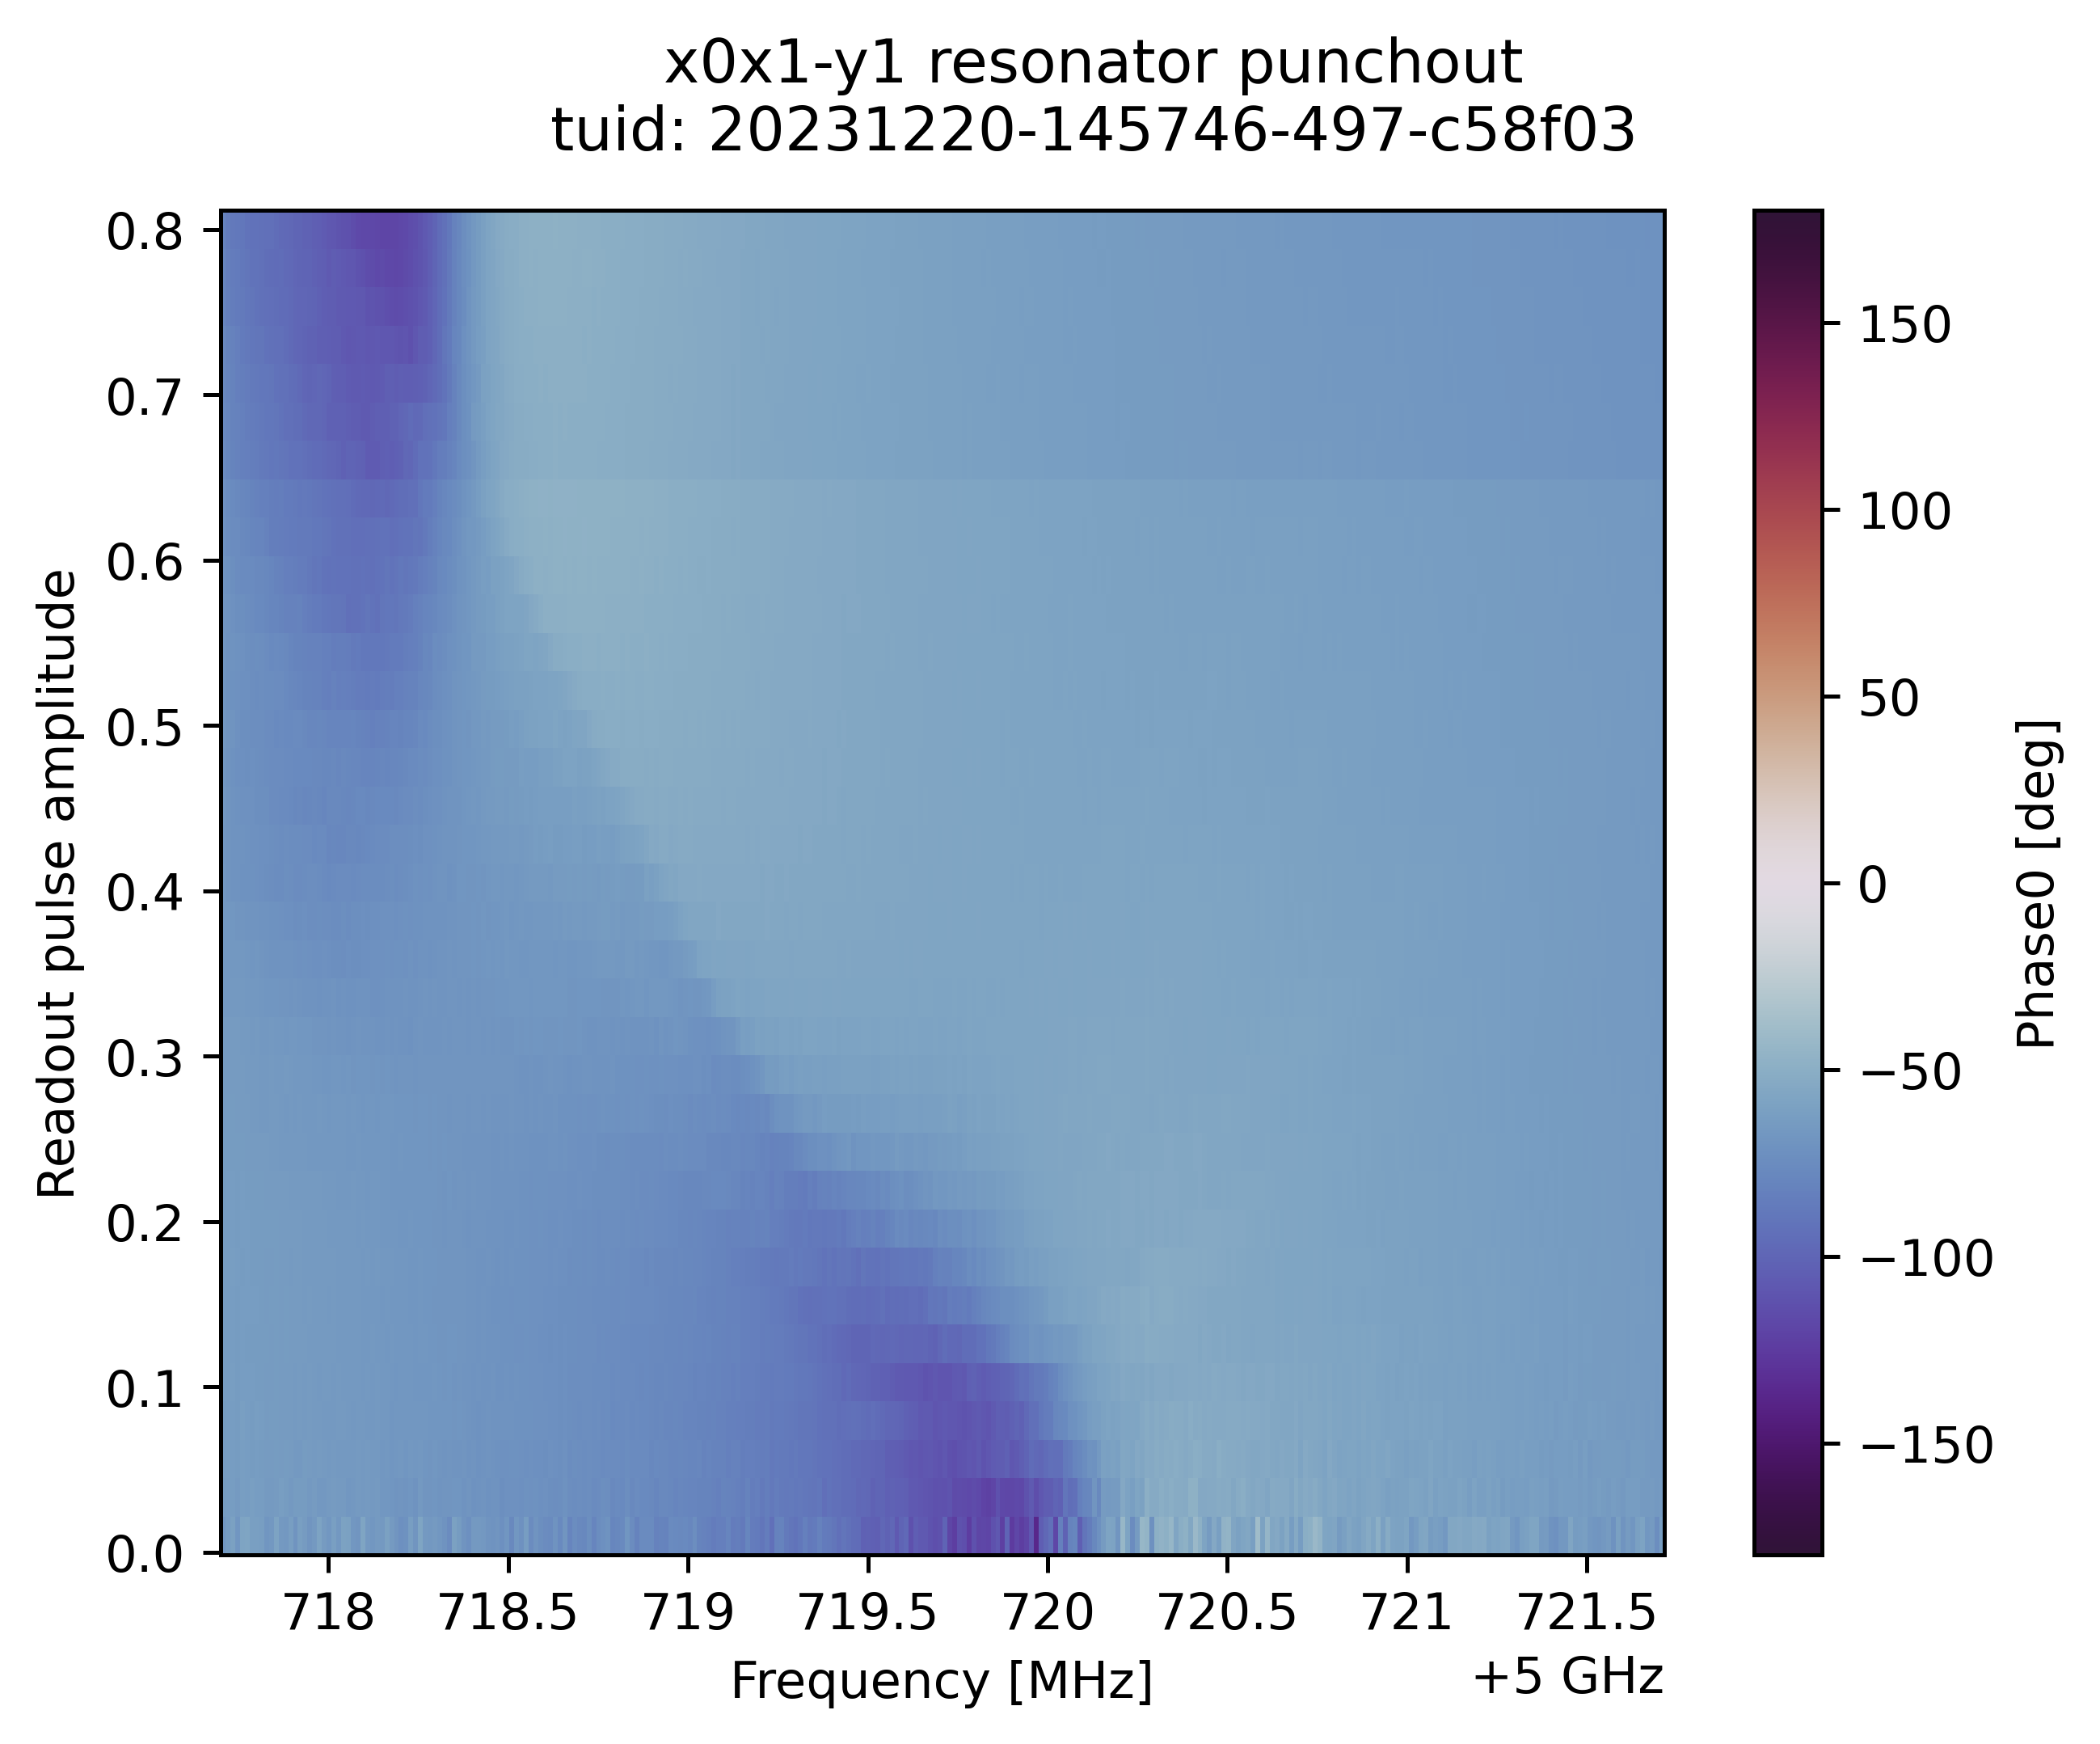 x0x1-y1 resonator punchout
tuid: 20231220-145746-497-c58f03
Readout pulse amplitude
0.8
0.7
0.6
0.5
0.4
0.3
0.2
0.1
0.0
718 718.5 719 719.5 720 720.5 721 721.5
Frequency [MHz]
+5 GHz
150
100
50
0
−50
−100
−150
Phase0 [deg]